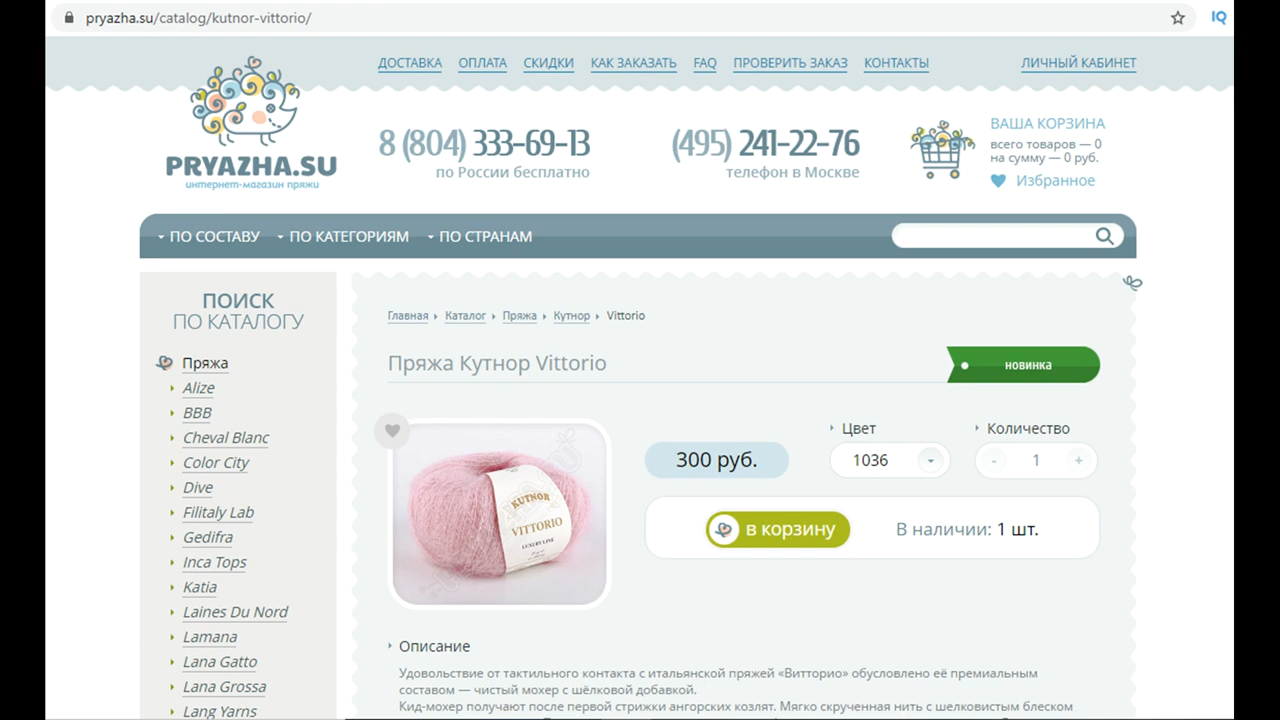 pryazha.su/catalog/kutnor-vittorio/
IQ
ДОСТАВКА ОПЛАТА СКИДКИ КАК ЗАКАЗАТЬ FAQ ПРОВЕРИТЬ ЗАКАЗ КОНТАКТЫ ЛИЧНЫЙ КАБИНЕТ
PRYAZHA.SU
интернет-магазин пряжи
8 (804) 333-69-13
по России бесплатно
(495) 241-22-76
телефон в Москве
ВАША КОРЗИНА
всего товаров — 0
на сумму — 0 руб.
Избранное
ПО СОСТАВУ ПО КАТЕГОРИЯМ ПО СТРАНАМ
ПОИСК
ПО КАТАЛОГУ
Пряжа
Alize
BBB
Cheval Blanc
Color City
Dive
Filitaly Lab
Gedifra
Inca Tops
Katia
Laines Du Nord
Lamana
Lana Gatto
Lana Grossa
Lang Yarns
Главная Каталог Пряжа Кутнор Vittorio
Пряжа Кутнор Vittorio
новинка
KUTNOR
VITTORIO
LUXURY LINE
300 руб.
Цвет
1036
Количество
- 1 +
в корзину
В наличии: 1 шт.
Описание
Удовольствие от тактильного контакта с итальянской пряжей «Витторио» обусловлено её премиальным
составом — чистый мохер с шёлковой добавкой.
Кид-мохер получают после первой стрижки ангорских козлят. Мягко скрученная нить с шелковистым блеском